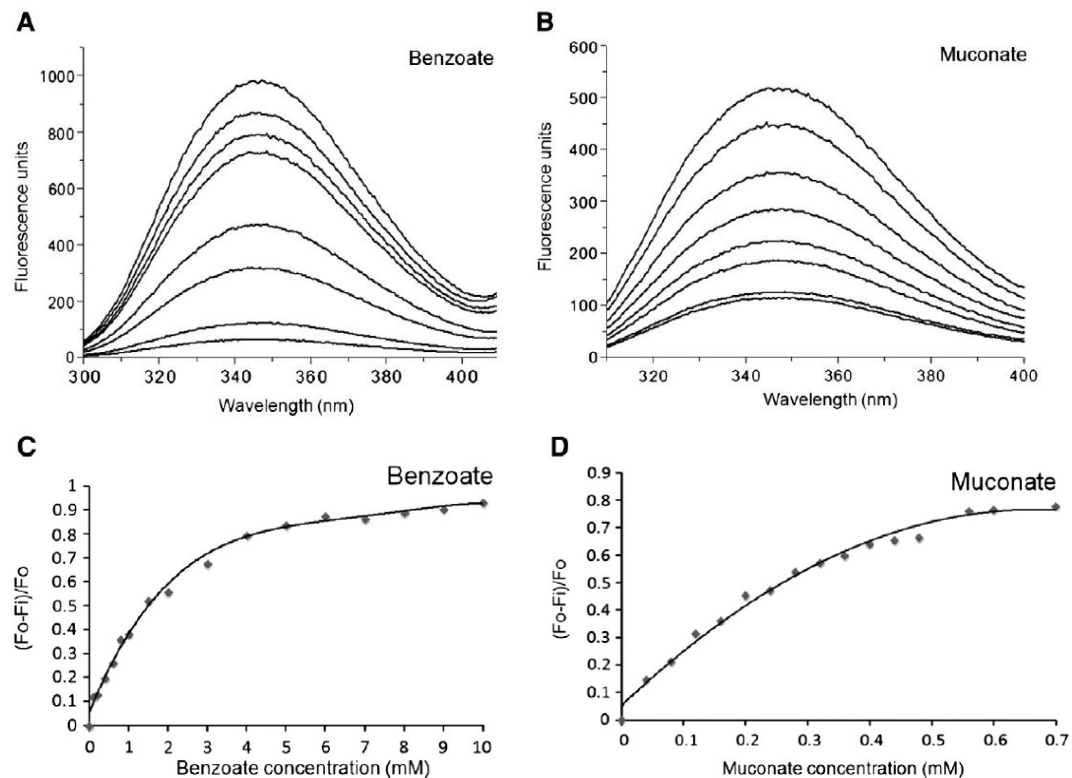 A
Benzoate
1000
800
600
400
200
0
Fluorescence units
300 320 340 360 380 400
Wavelength (nm)
B
Muconate
600
500
400
300
200
100
0
Fluorescence units
320 340 360 380 400
Wavelength (nm)
C
Benzoate
1
0.9
0.8
0.7
0.6
0.5
0.4
0.3
0.2
0.1
0
(Fo-Fi)/Fo
0 1 2 3 4 5 6 7 8 9 10
Benzoate concentration (mM)
D
Muconate
0.9
0.8
0.7
0.6
0.5
0.4
0.3
0.2
0.1
0
(Fo-Fi)/Fo
0 0.1 0.2 0.3 0.4 0.5 0.6 0.7
Muconate concentration (mM)